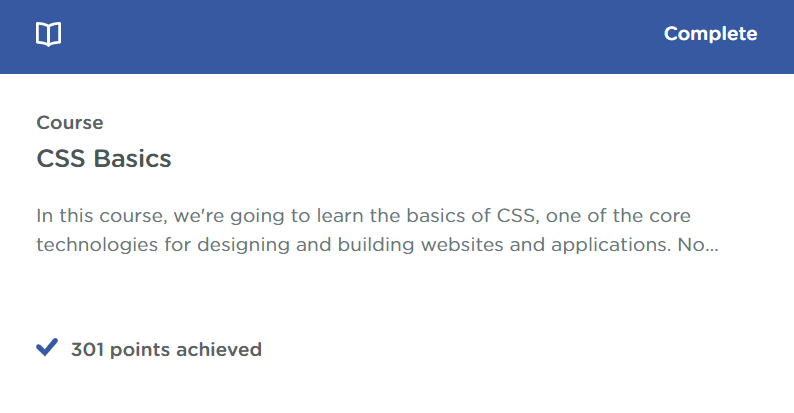 Complete
Course
CSS Basics
In this course, we're going to learn the basics of CSS, one of the core
technologies for designing and building websites and applications. No...
301 points achieved